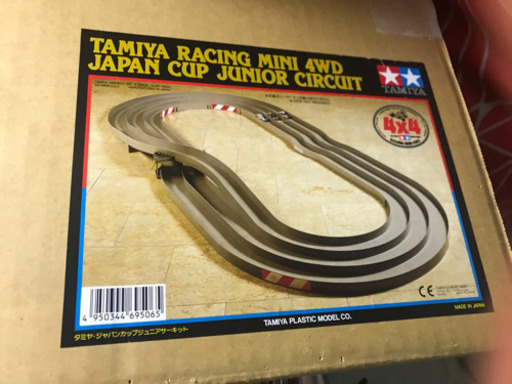 TAMIYA RACING MINI 4WD
JAPAN CUP JUNIOR CIRCUIT
TAMIYA
4x4
4 950344 695065
TAMIYA PLASTIC MODEL CO.
CE
MADE IN JAPAN
タミヤ・ジャパンカップジュニアサーキット